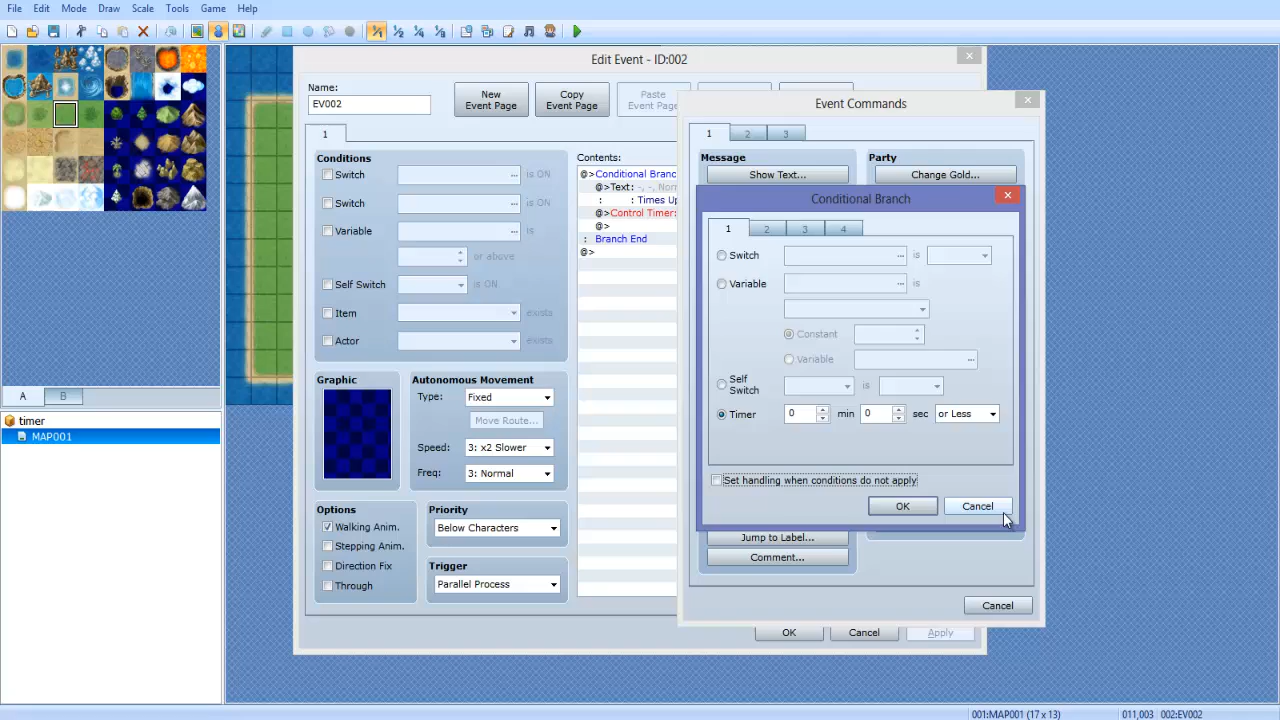 File Edit Mode Draw Scale Tools Game Help
Edit Event - ID:002
Name:
EV002
New Event Page
Copy Event Page
Paste Event Page
1
Conditions
Switch is ON
Switch is ON
Variable is
or above
Self Switch is ON
Item exists
Actor exists
Graphic
Autonomous Movement
Type: Fixed
Move Route...
Speed: 3: x2 Slower
Freq: 3: Normal
Options
Walking Anim.
Stepping Anim.
Direction Fix
Through
Priority
Below Characters
Trigger
Parallel Process
Contents:
@>Conditional Branc
@>Text: -, -, Nor
: : Times Up
@>Control Timer:
@>
: Branch End
@>
OK Cancel Apply
Event Commands
1 2 3
Message
Show Text...
Party
Change Gold...
Conditional Branch
1 2 3 4
Switch is
Variable is
Constant
Variable
Self Switch is
Timer 0 min 0 sec or Less
Set handling when conditions do not apply
OK Cancel
Jump to Label...
Comment...
Cancel
A B
timer
MAP001
001:MAP001 (17 x 13) 011,003 002:EV002